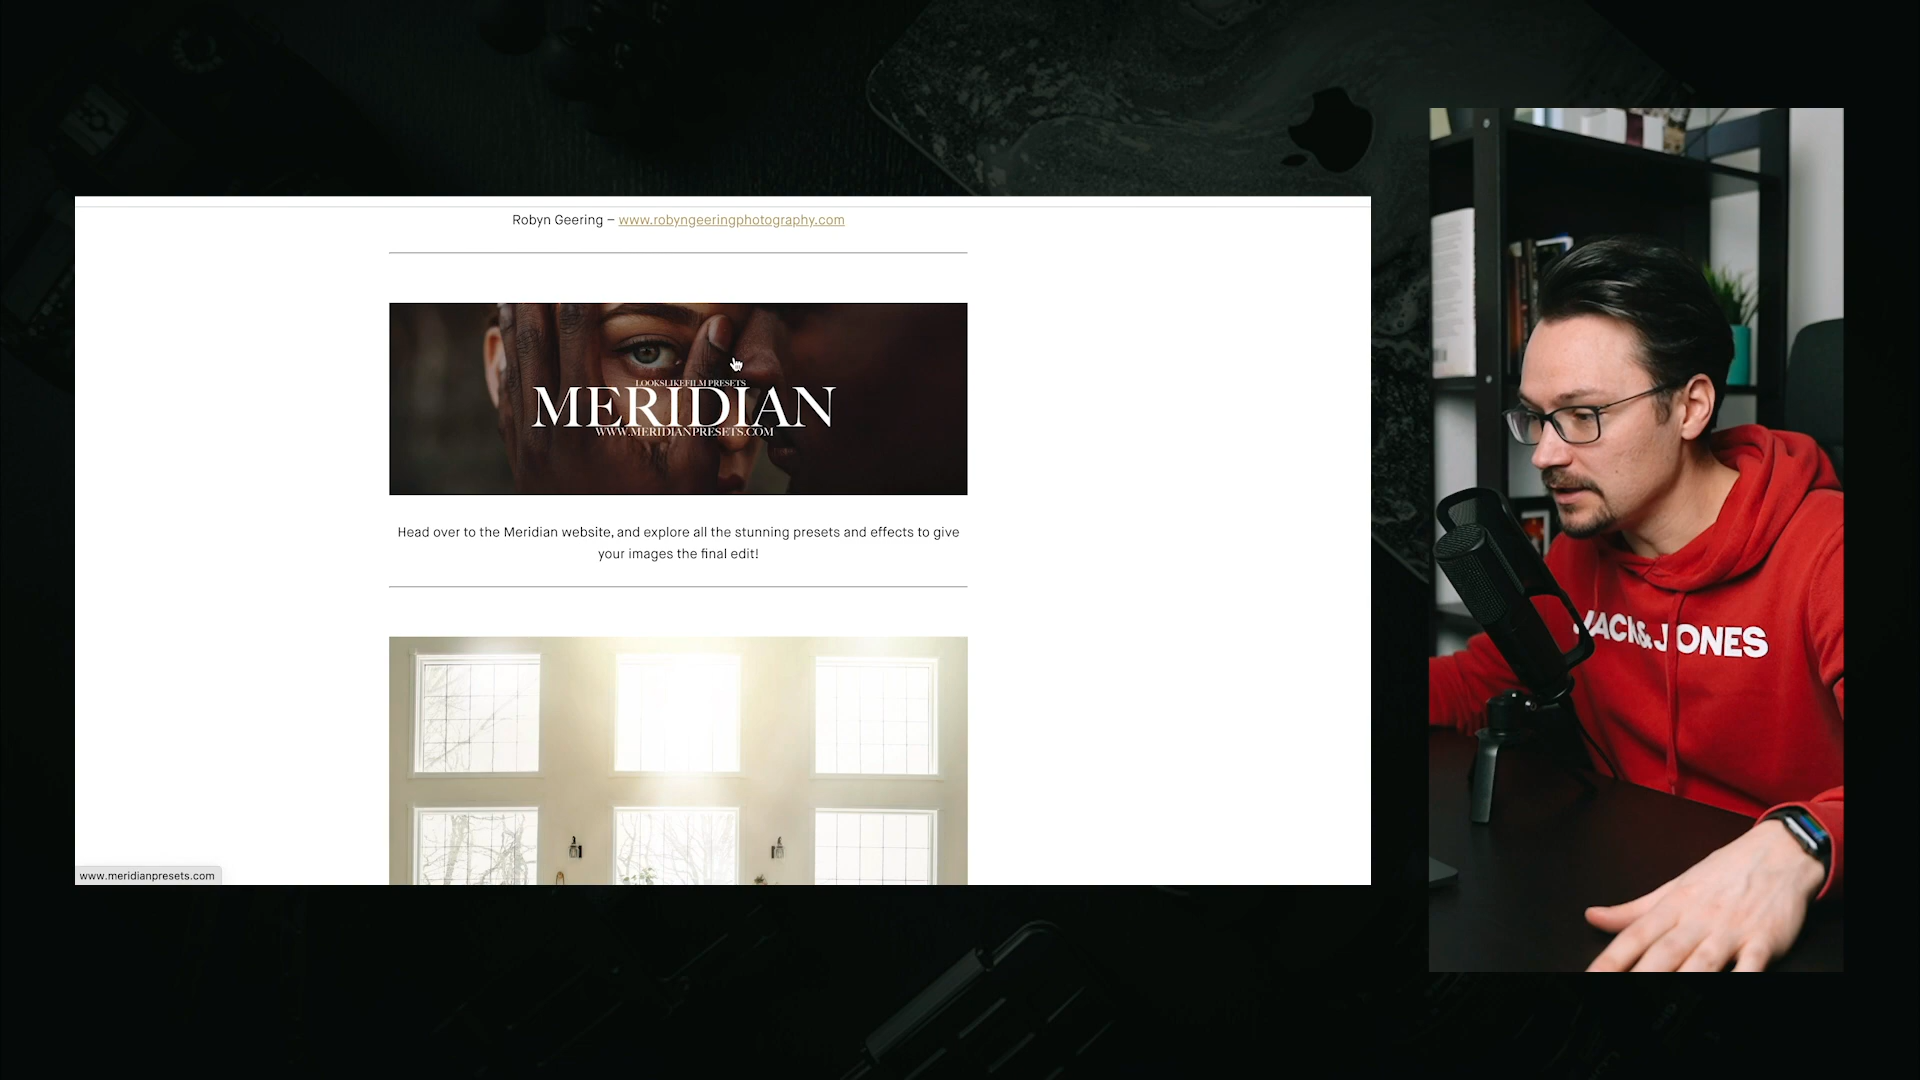 Robyn Geering – www.robyngeeringphotography.com
LOOKSLIKEFILM PRESETS
MERIDIAN
WWW.MERIDIANPRESETS.COM
Head over to the Meridian website, and explore all the stunning presets and effects to give
your images the final edit!
www.meridianpresets.com
JACK & JONES